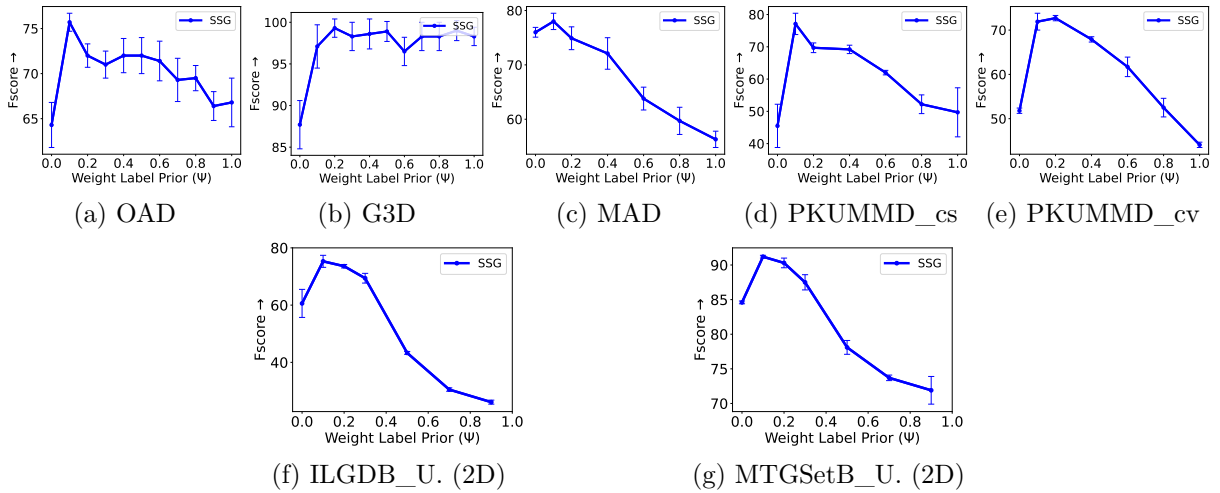 SSG
75
70
65
Fscore →
0.0 0.2 0.4 0.6 0.8 1.0
Weight Label Prior (Ψ)
(a) OAD
SSG
100
95
90
85
Fscore →
0.0 0.2 0.4 0.6 0.8 1.0
Weight Label Prior (Ψ)
(b) G3D
SSG
80
70
60
Fscore →
0.0 0.2 0.4 0.6 0.8 1.0
Weight Label Prior (Ψ)
(c) MAD
SSG
80
70
60
50
40
Fscore →
0.0 0.2 0.4 0.6 0.8 1.0
Weight Label Prior (Ψ)
(d) PKUMMD_cs
SSG
70
60
50
Fscore →
0.0 0.2 0.4 0.6 0.8 1.0
Weight Label Prior (Ψ)
(e) PKUMMD_cv
SSG
80
60
40
Fscore →
0.0 0.2 0.4 0.6 0.8 1.0
Weight Label Prior (Ψ)
(f) ILGDB_U. (2D)
SSG
90
85
80
75
70
Fscore →
0.0 0.2 0.4 0.6 0.8 1.0
Weight Label Prior (Ψ)
(g) MTGSetB_U. (2D)